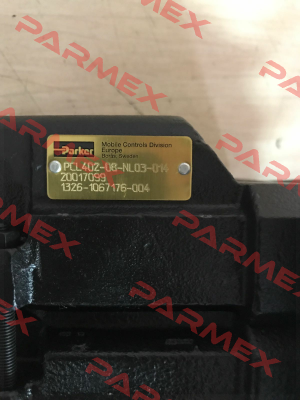 PARMEX
Parker
Mobile Controls Division
Europe
Borås, Sweden
PCL402-08-NL03-01
20017099
1326-1067176-004
PARMEX
PARMEX
PARMEX
PARMEX